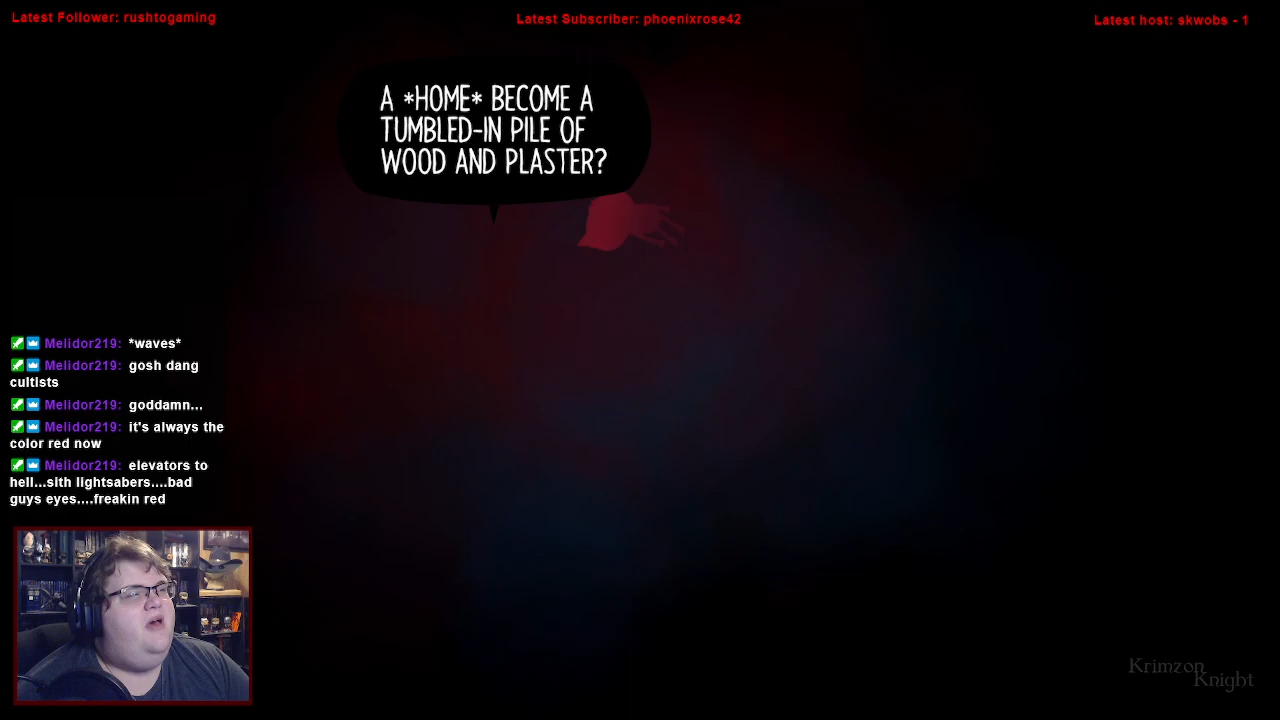 Latest Follower: rushtogaming
Latest Subscriber: phoenixrose42
Latest host: skwobs - 1
A *HOME* BECOME A
TUMBLED-IN PILE OF
WOOD AND PLASTER?
Melidor219: *waves*
Melidor219: gosh dang
cultists
Melidor219: goddamn...
Melidor219: it's always the
color red now
Melidor219: elevators to
hell...sith lightsabers....bad
guys eyes....freakin red
Krimzon
Knight